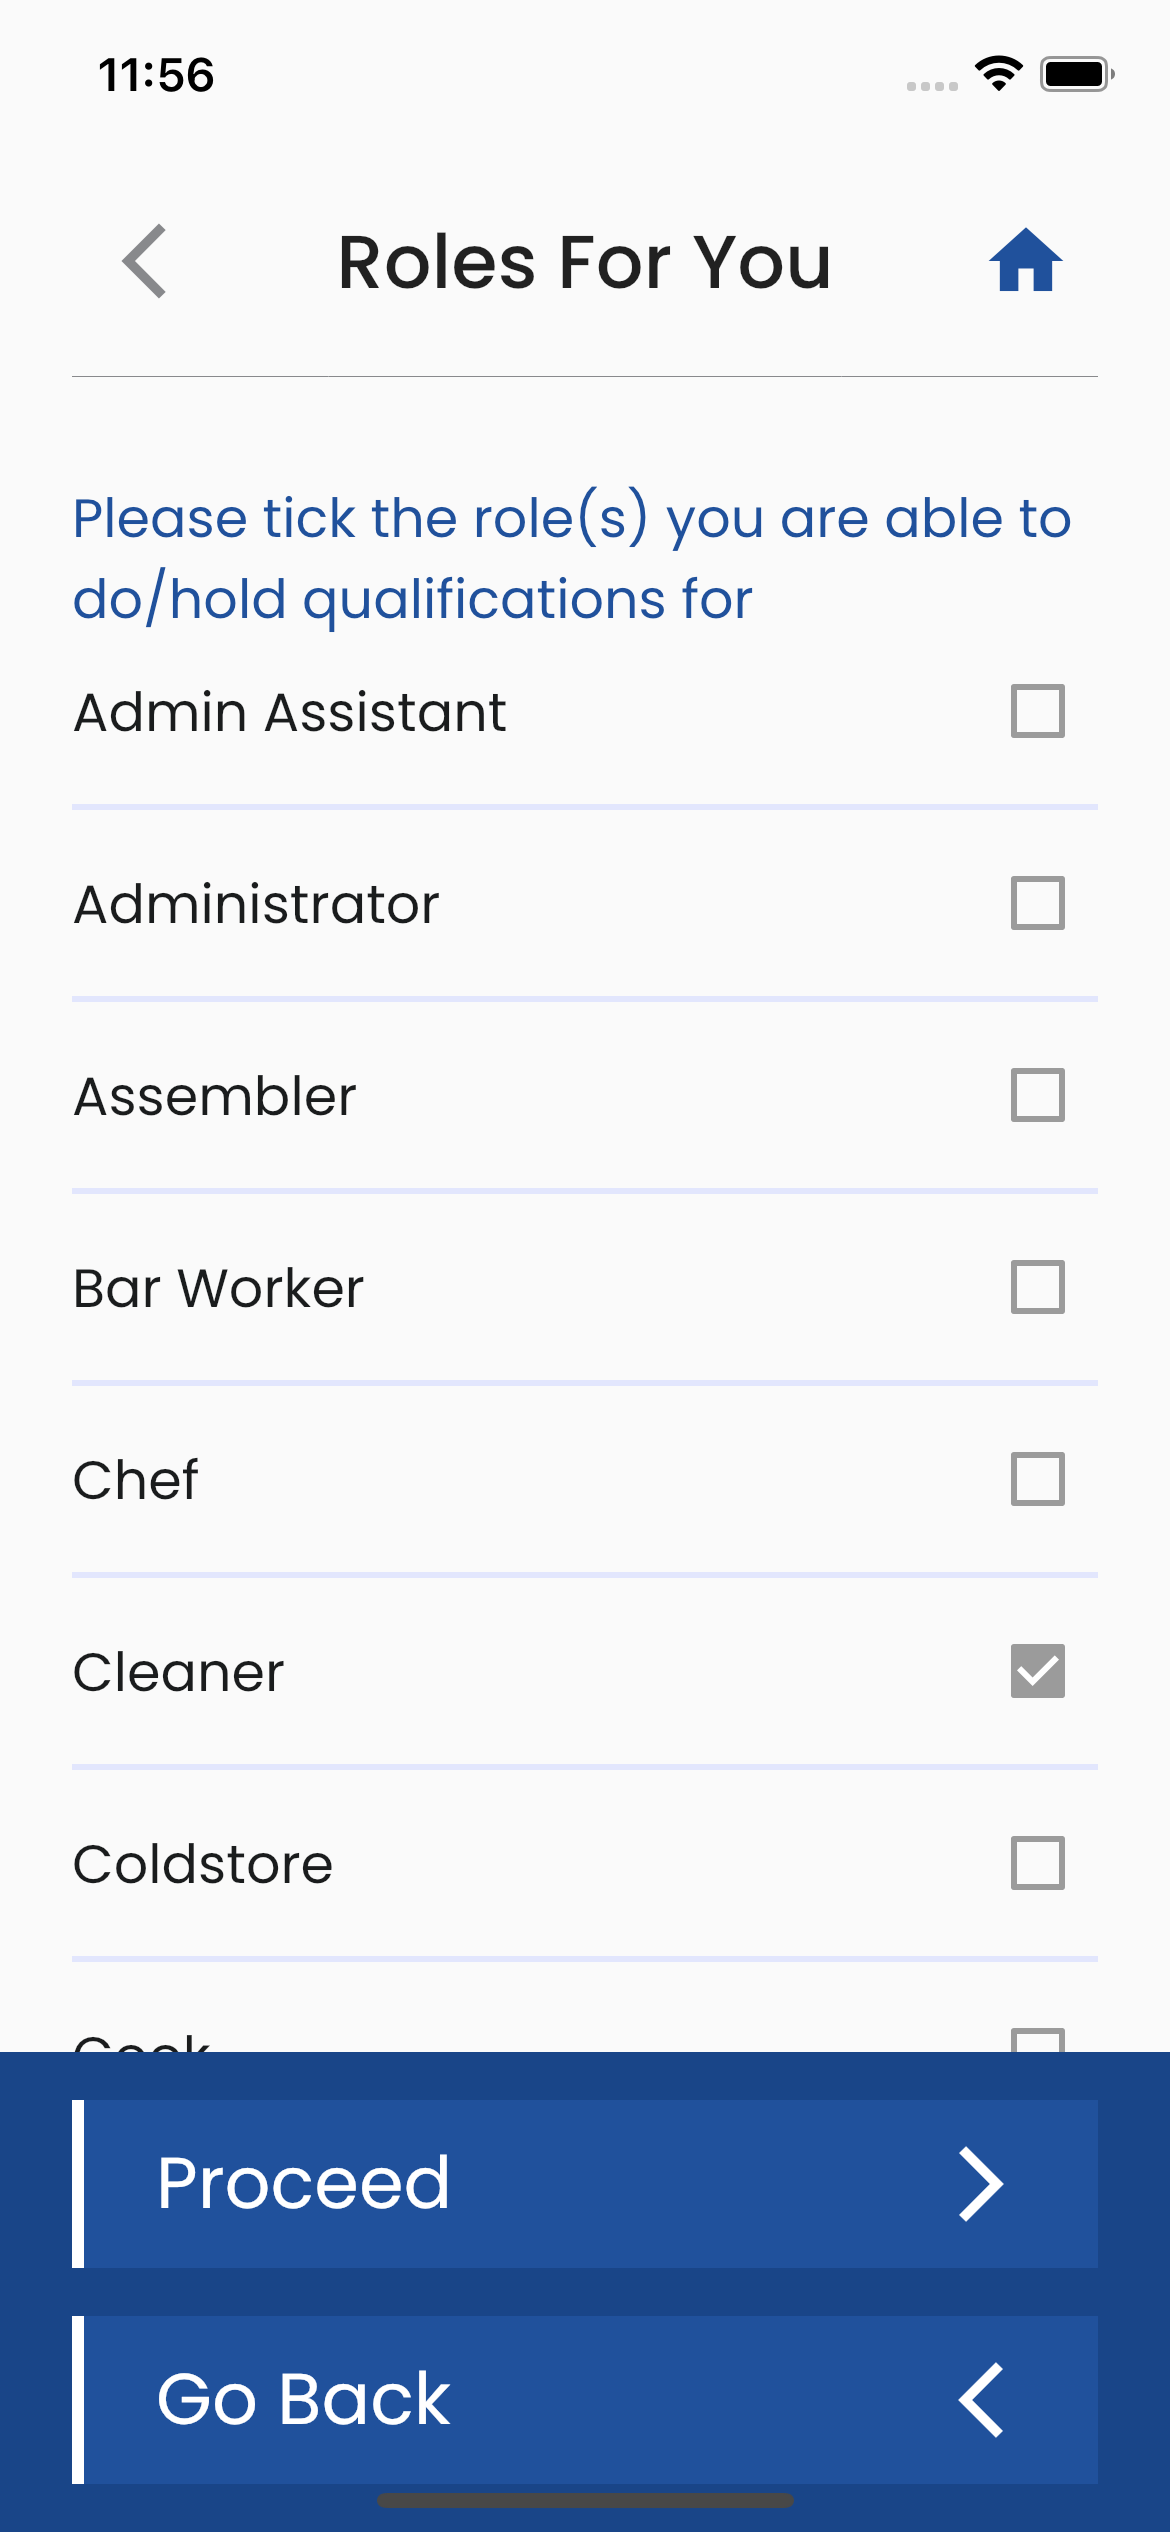 11:56
Roles For You
Please tick the role(s) you are able to
do/hold qualifications for
Admin Assistant
Administrator
Assembler
Bar Worker
Chef
Cleaner
Coldstore
Cook
Proceed
Go Back